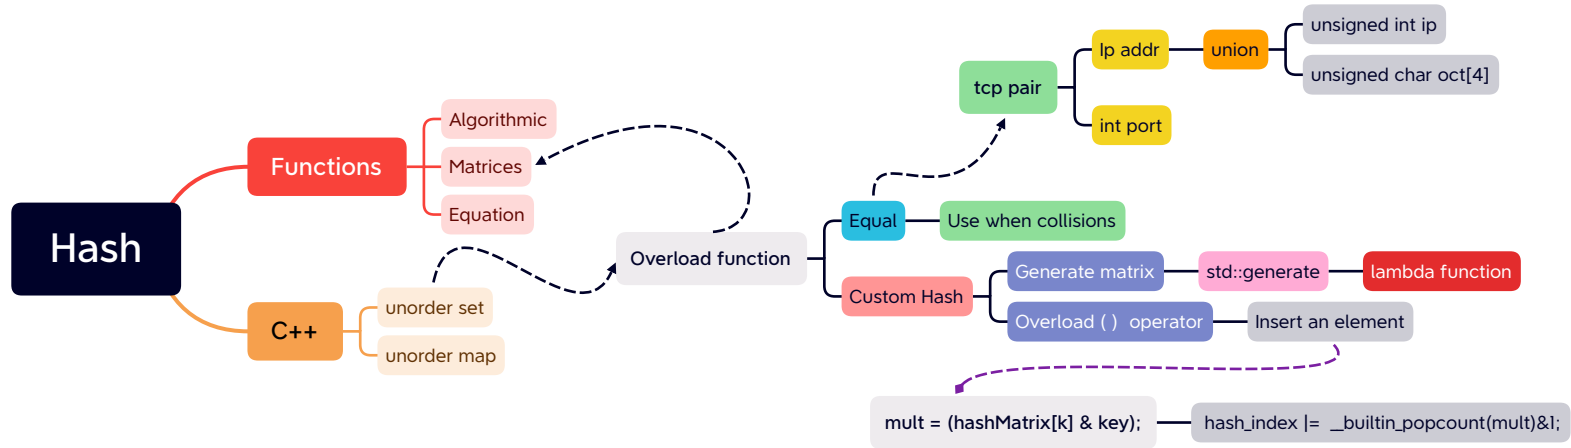 Hash
Functions
Algorithmic
Matrices
Equation
C++
unorder set
unorder map
Overload function
Equal
Use when collisions
tcp pair
Ip addr
union
unsigned int ip
unsigned char oct[4]
int port
Custom Hash
Generate matrix
std::generate
lambda function
Overload ( ) operator
Insert an element
mult = (hashMatrix[k] & key);
hash_index |= __builtin_popcount(mult)&1;